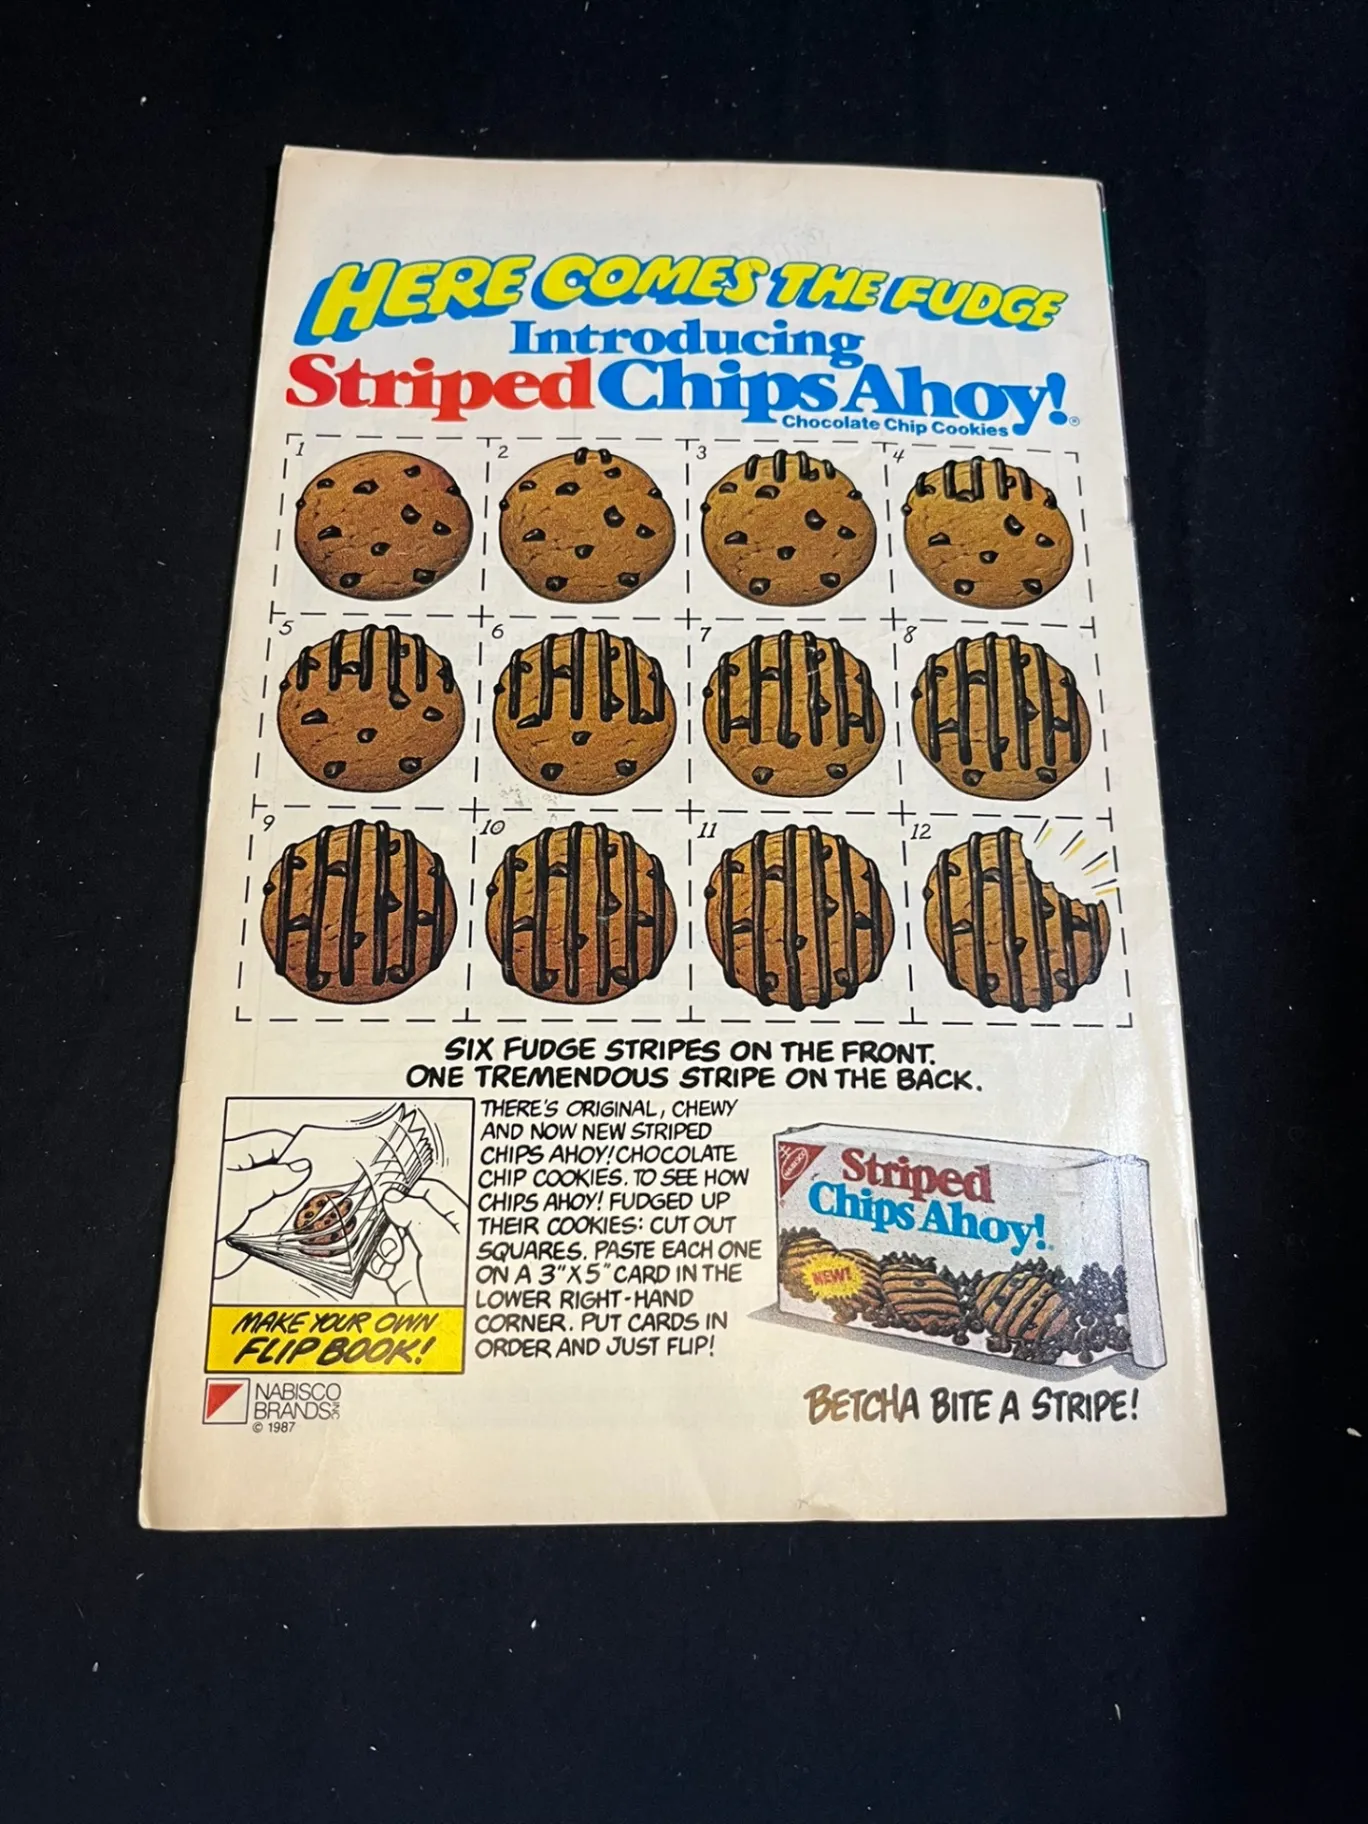 HERE COMES THE FUDGE
Introducing
Striped Chips Ahoy!®
Chocolate Chip Cookies
1
2
3
4
5
6
7
8
9
10
11
12
SIX FUDGE STRIPES ON THE FRONT.
ONE TREMENDOUS STRIPE ON THE BACK.
THERE'S ORIGINAL, CHEWY
AND NOW NEW STRIPED
CHIPS AHOY! CHOCOLATE
CHIP COOKIES. TO SEE HOW
CHIPS AHOY! FUDGED UP
THEIR COOKIES: CUT OUT
SQUARES. PASTE EACH ONE
ON A 3"X5" CARD IN THE
LOWER RIGHT-HAND
CORNER. PUT CARDS IN
ORDER AND JUST FLIP!
MAKE YOUR OWN
FLIP BOOK!
NABISCO
BRANDS INC
© 1987
NABISCO
Striped
Chips Ahoy!
NEW!
BETCHA BITE A STRIPE!